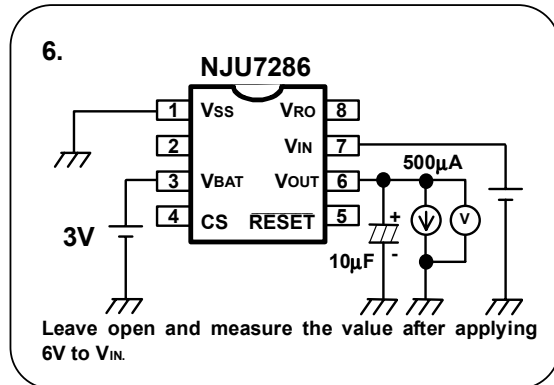 6.
NJU7286
1 VSS VRO 8
2 VIN 7
500μA
3 VBAT VOUT 6
4 CS RESET 5
3V
+
V
10μF
-
Leave open and measure the value after applying
6V to VIN.